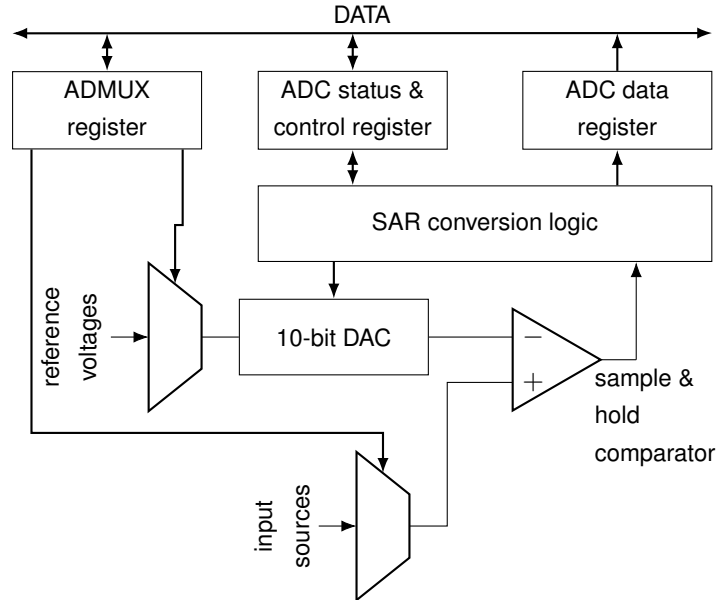 DATA
ADMUX
register
ADC status &
control register
ADC data
register
SAR conversion logic
reference
voltages
10-bit DAC
−
+
sample &
hold
comparator
input
sources